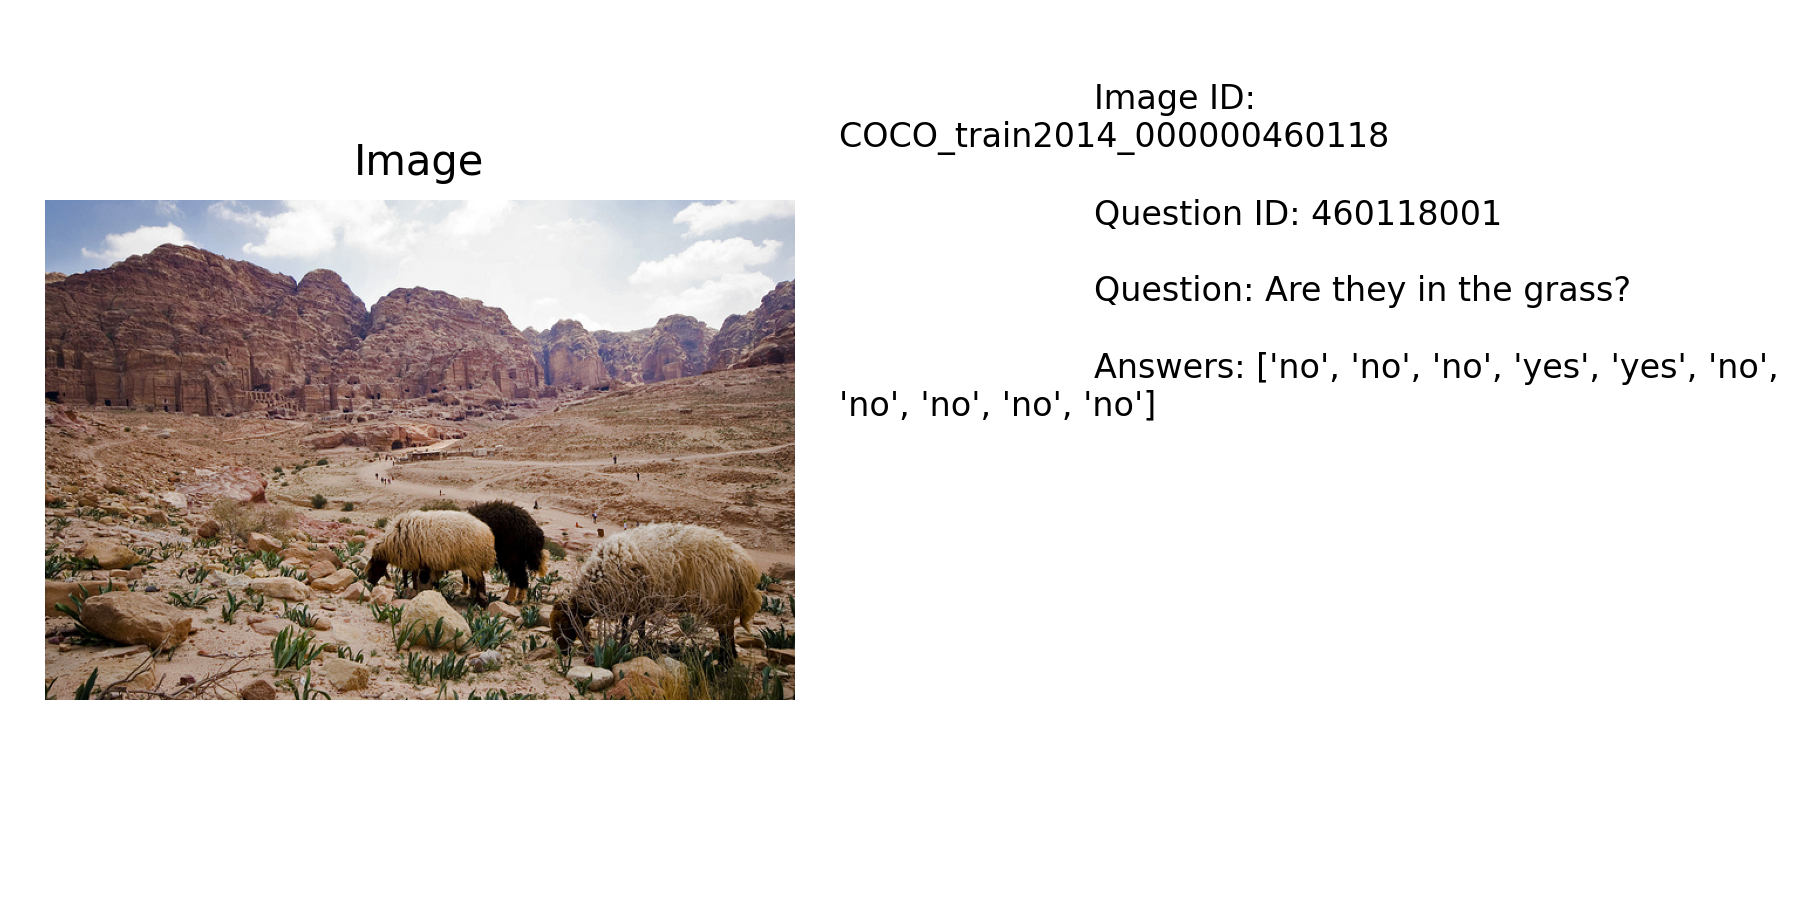 Image
Image ID:
COCO_train2014_000000460118
Question ID: 460118001
Question: Are they in the grass?
Answers: ['no', 'no', 'no', 'yes', 'yes', 'no',
'no', 'no', 'no', 'no']